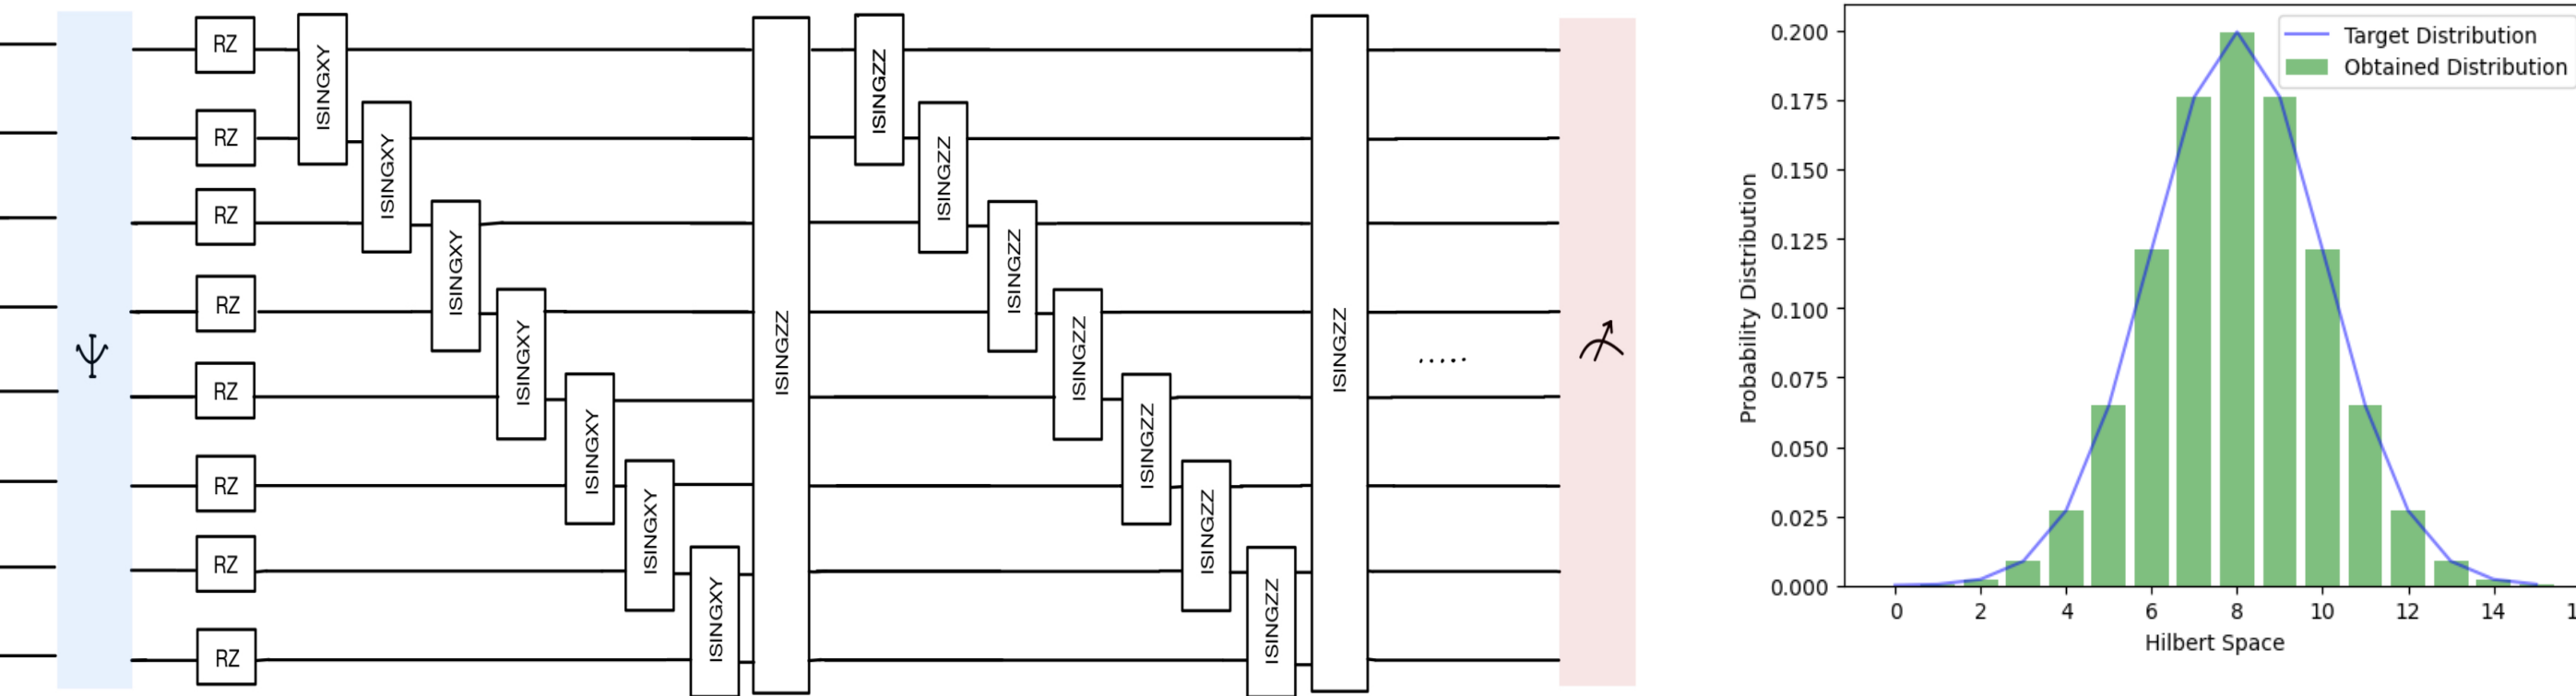 ψ
RZ
RZ
RZ
RZ
RZ
RZ
RZ
RZ
ISINGXY
ISINGXY
ISINGXY
ISINGXY
ISINGXY
ISINGXY
ISINGXY
ISINGZZ
ISINGZZ
ISINGZZ
ISINGZZ
ISINGZZ
ISINGZZ
ISINGZZ
ISINGZZ
ISINGZZ
.....
Target Distribution
Obtained Distribution
Probability Distribution
0.200
0.175
0.150
0.125
0.100
0.075
0.050
0.025
0.000
0 2 4 6 8 10 12 14
Hilbert Space